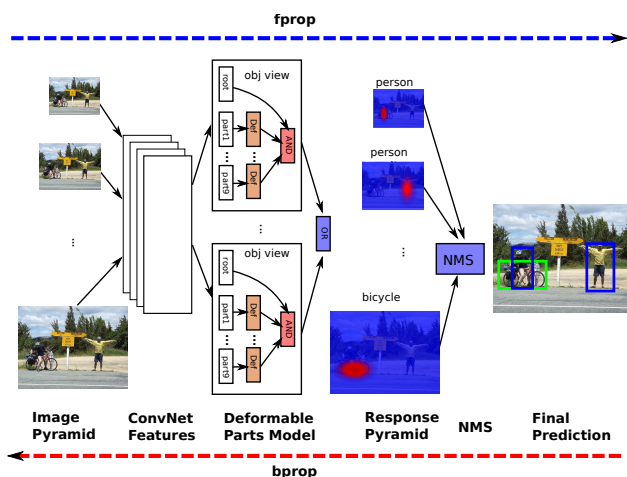 fprop
obj view
root
part1
Def
...
...
part9
Def
AND
...
obj view
root
part1
Def
...
...
part9
Def
AND
OR
...
person
person
...
bicycle
NMS
Image
Pyramid
ConvNet
Features
Deformable
Parts Model
Response
Pyramid
NMS
Final
Prediction
bprop